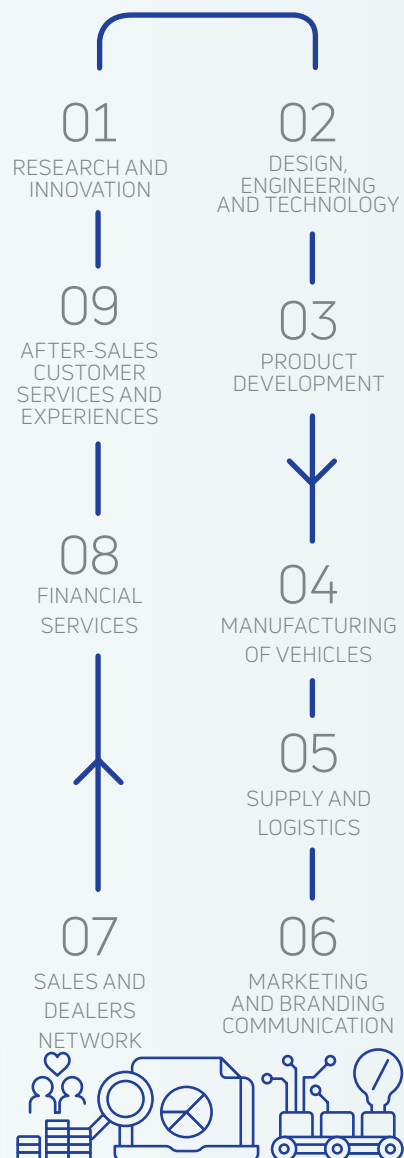 01
RESEARCH AND
INNOVATION
02
DESIGN,
ENGINEERING
AND TECHNOLOGY
03
PRODUCT
DEVELOPMENT
04
MANUFACTURING
OF VEHICLES
05
SUPPLY AND
LOGISTICS
06
MARKETING
AND BRANDING
COMMUNICATION
07
SALES AND
DEALERS
NETWORK
08
FINANCIAL
SERVICES
09
AFTER-SALES
CUSTOMER
SERVICES AND
EXPERIENCES